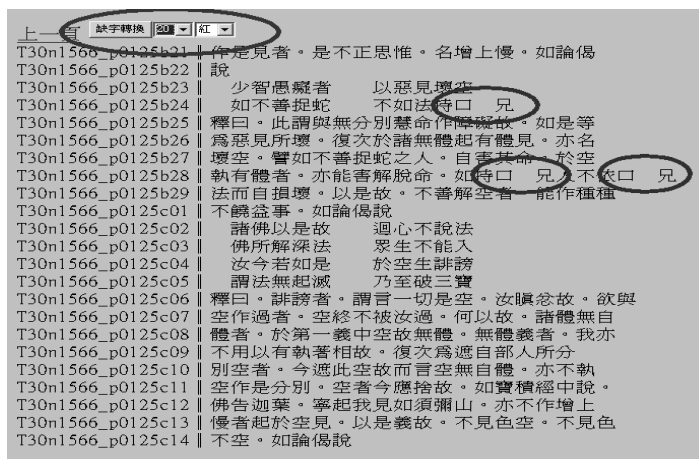 上一頁 缺字轉換 20 紅
T30n1566_p0125b21║作是見者。是不正思惟。名增上慢。如論偈
T30n1566_p0125b22║說
T30n1566_p0125b23║　少智愚癡者　　以惡見壞空
T30n1566_p0125b24║　如不善捉蛇　　不如法持口　兄
T30n1566_p0125b25║釋曰。此謂與無分別慧命作障礙故。如是等
T30n1566_p0125b26║為惡見所壞。復次於諸無體起有體見。亦名
T30n1566_p0125b27║壞空。譬如不善捉蛇之人。自害其命。於空
T30n1566_p0125b28║執有體者。亦能害解脫命。如持口　兄人不依口　兄
T30n1566_p0125b29║法而自損壞。以是故。不善解空者　能作種種
T30n1566_p0125c01║不饒益事。如論偈說
T30n1566_p0125c02║　諸佛以是故　　迴心不說法
T30n1566_p0125c03║　佛所解深法　　眾生不能入
T30n1566_p0125c04║　汝今若如是　　於空生誹謗
T30n1566_p0125c05║　謂法無起滅　　乃至破三寶
T30n1566_p0125c06║釋曰。誹謗者。謂言一切是空。汝瞋忿故。欲與
T30n1566_p0125c07║空作過者。空終不被汝過。何以故。諸體無自
T30n1566_p0125c08║體者。於第一義中空故無體。無體義者。我亦
T30n1566_p0125c09║不用以有執著相故。復次為遮自部人所分
T30n1566_p0125c10║別空者。今遮此空故而言空無自體。亦不執
T30n1566_p0125c11║空作是分別。空者今應捨故。如寶積經中說。
T30n1566_p0125c12║佛告迦葉。寧起我見如須彌山。亦不作增上
T30n1566_p0125c13║慢者起於空見。以是義故。不見色空。不見色
T30n1566_p0125c14║不空。如論偈說